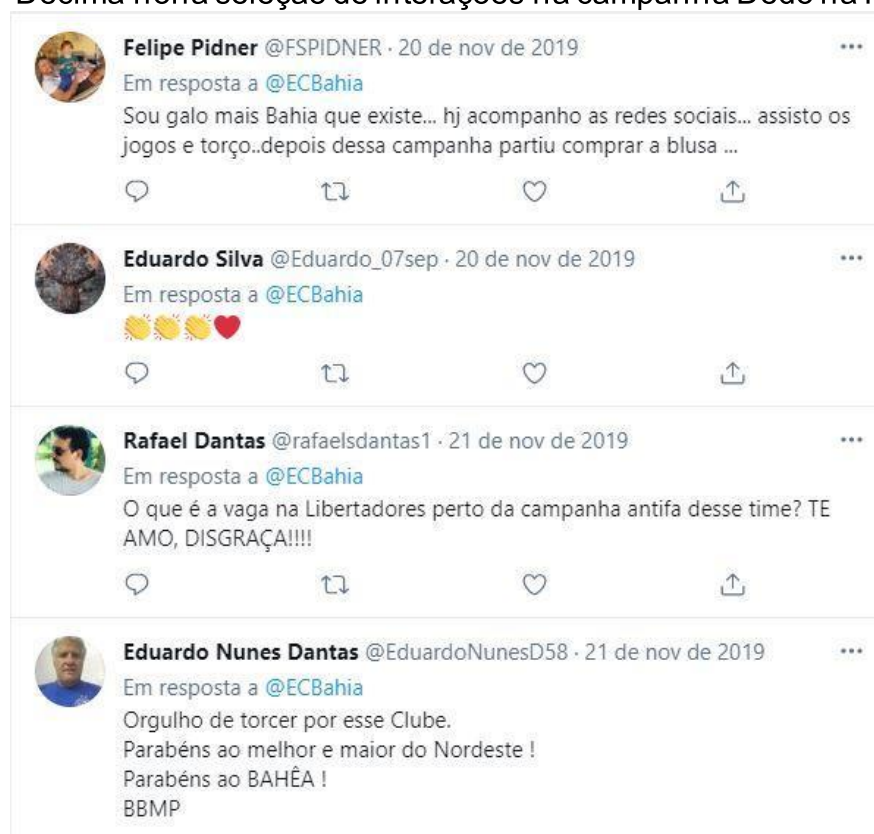 Felipe Pidner @FSPIDNER · 20 de nov de 2019
Em resposta a @ECBahia
Sou galo mais Bahia que existe... hj acompanho as redes sociais... assisto os
jogos e torço..depois dessa campanha partiu comprar a blusa ...
Eduardo Silva @Eduardo_07sep · 20 de nov de 2019
Em resposta a @ECBahia
👏👏👏❤️
Rafael Dantas @rafaelsdantas1 · 21 de nov de 2019
Em resposta a @ECBahia
O que é a vaga na Libertadores perto da campanha antifa desse time? TE
AMO, DISGRAÇA!!!!
Eduardo Nunes Dantas @EduardoNunesD58 · 21 de nov de 2019
Em resposta a @ECBahia
Orgulho de torcer por esse Clube.
Parabéns ao melhor e maior do Nordeste !
Parabéns ao BAHÊA !
BBMP